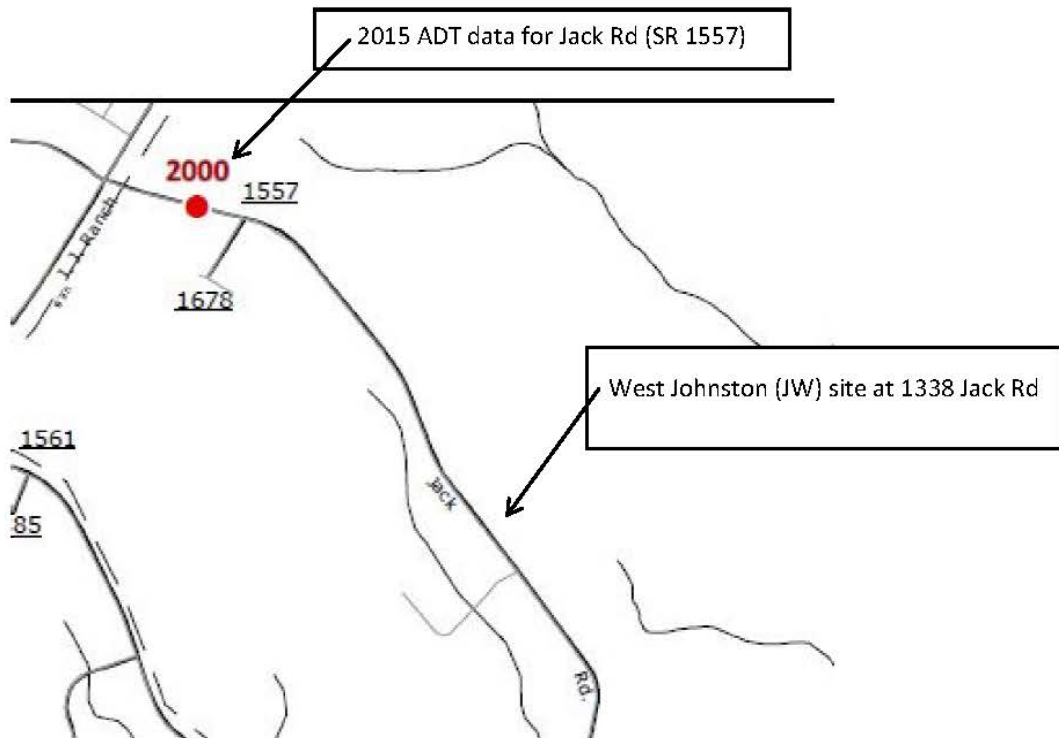 2015 ADT data for Jack Rd (SR 1557)
2000
1557
J. J. Ranch
1678
West Johnston (JW) site at 1338 Jack Rd
1561
Jack
85
Rd.